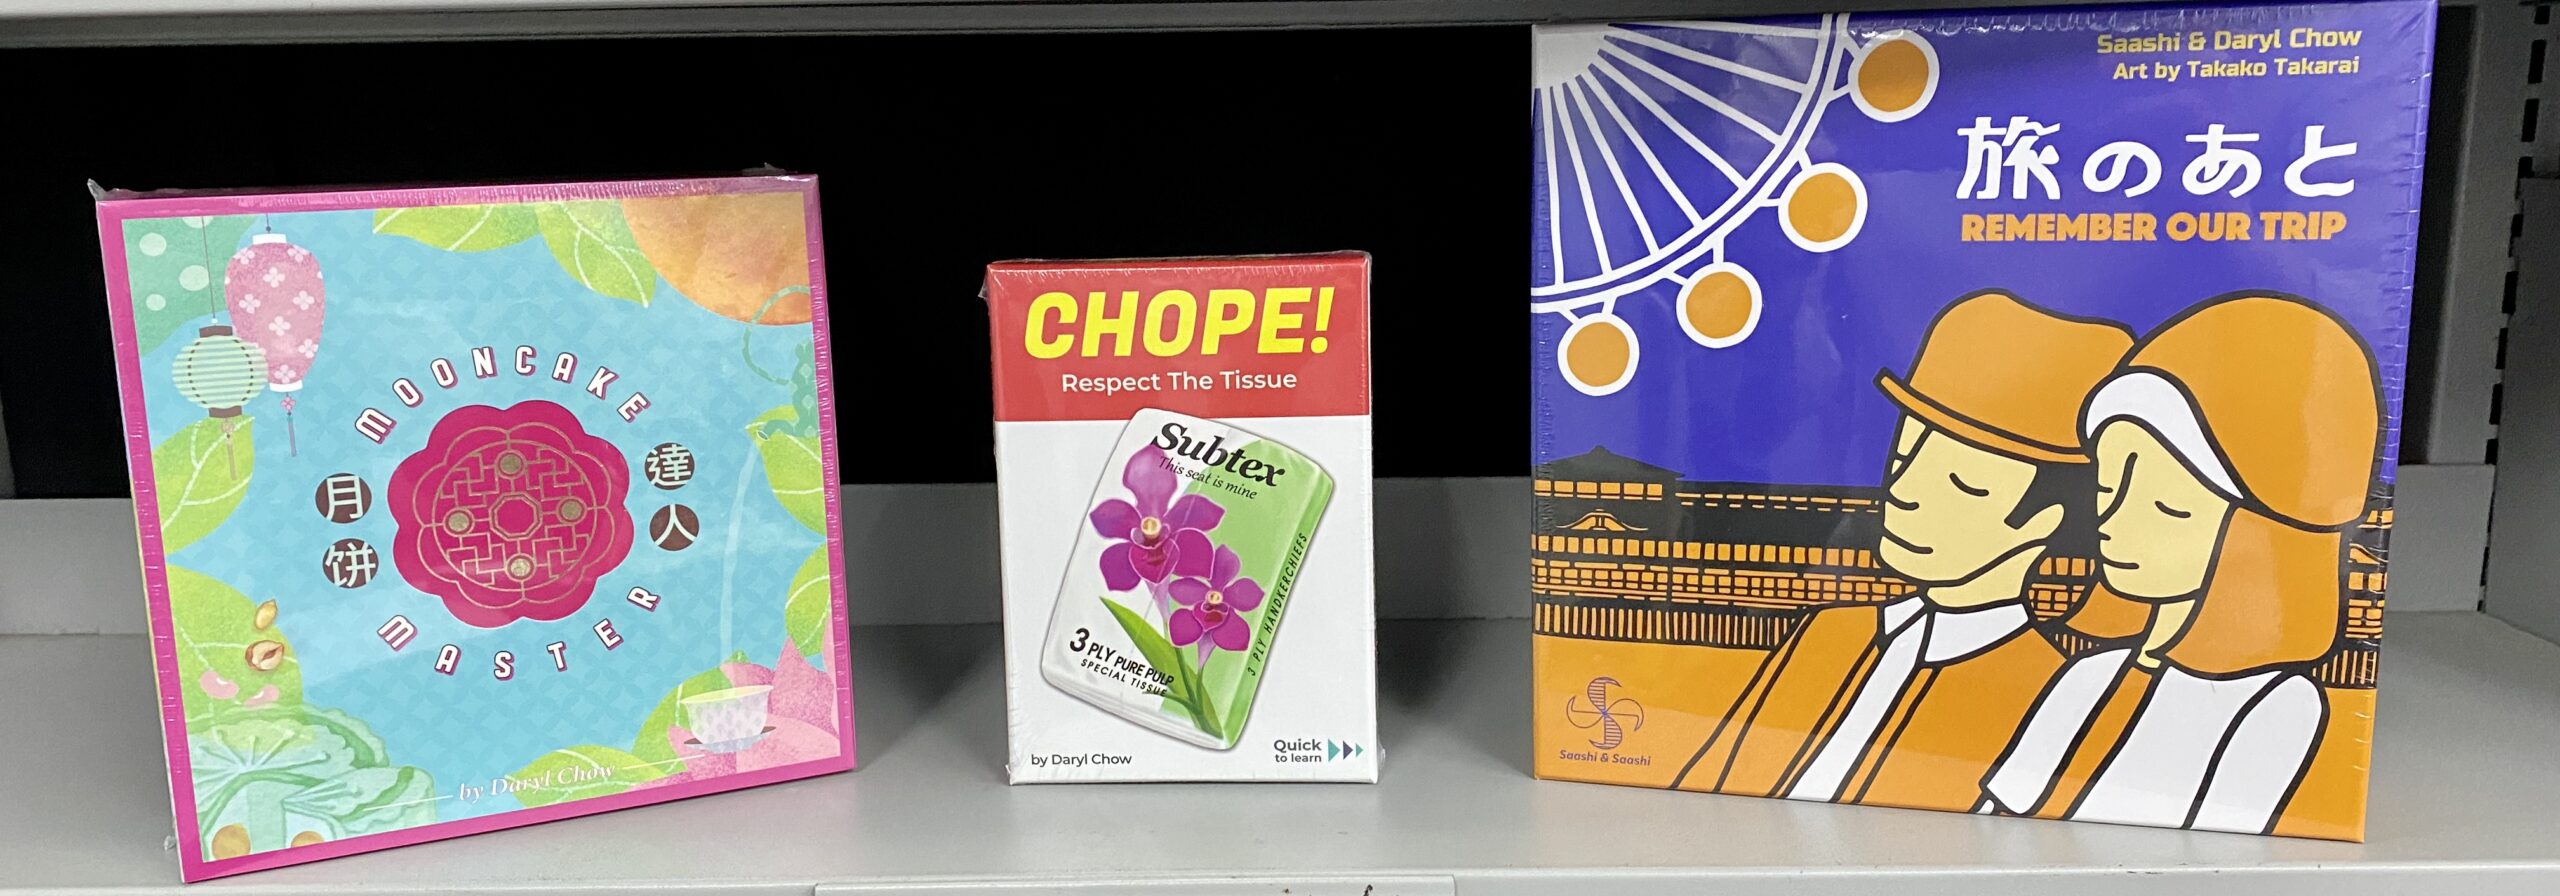 MOONCAKE
月饼
達人
MASTER
by Daryl Chow
CHOPE!
Respect The Tissue
Subtex
This seat is mine
3 PLY PURE PULP
SPECIAL TISSUE
3 PLY HANDKERCHIEFS
by Daryl Chow
Quick
to learn
Saashi & Daryl Chow
Art by Takako Takarai
旅のあと
REMEMBER OUR TRIP
Saashi & Saashi